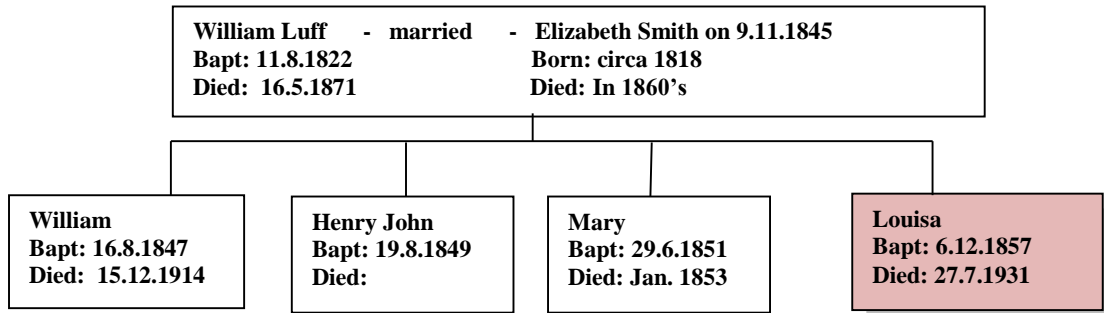 William Luff - married - Elizabeth Smith on 9.11.1845
Bapt: 11.8.1822 Born: circa 1818
Died: 16.5.1871 Died: In 1860’s
William
Bapt: 16.8.1847
Died: 15.12.1914
Henry John
Bapt: 19.8.1849
Died:
Mary
Bapt: 29.6.1851
Died: Jan. 1853
Louisa
Bapt: 6.12.1857
Died: 27.7.1931